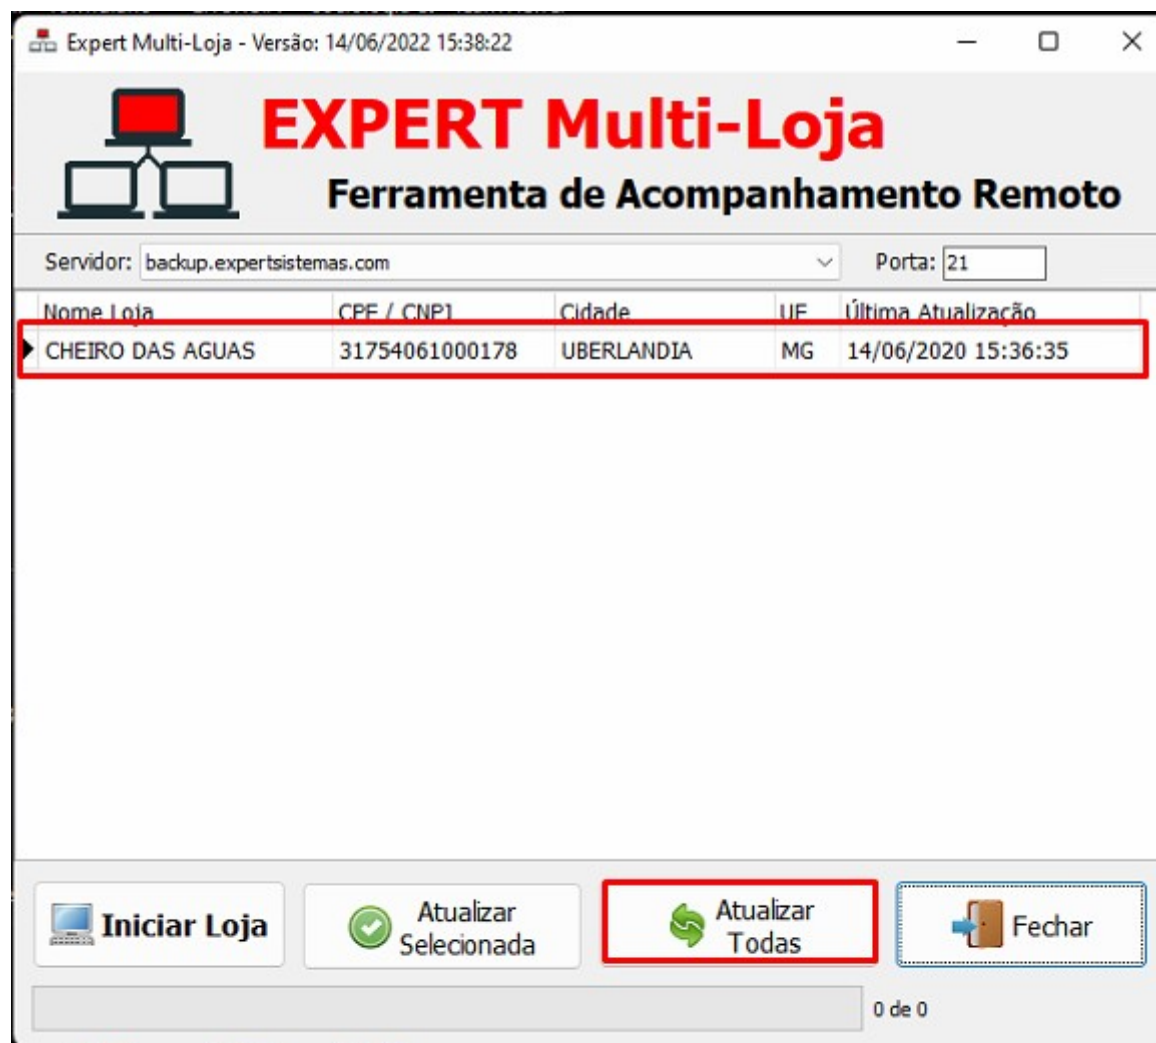 Expert Multi-Loja - Versão: 14/06/2022 15:38:22
EXPERT Multi-Loja
Ferramenta de Acompanhamento Remoto
Servidor: backup.expertsistemas.com Porta: 21
Nome Loja CPF / CNPJ Cidade UF Última Atualização
CHEIRO DAS AGUAS 31754061000178 UBERLANDIA MG 14/06/2020 15:36:35
Iniciar Loja
Atualizar
Selecionada
Atualizar
Todas
Fechar
0 de 0